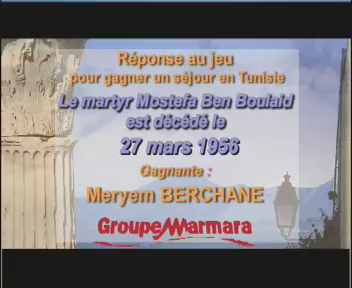 Réponse au jeu
pour gagner un séjour en Tunisie
Le martyr Mostefa Ben Boulaid
est décédé le
27 mars 1956
Gagnante :
Meryem BERCHANE
GroupeMarmara